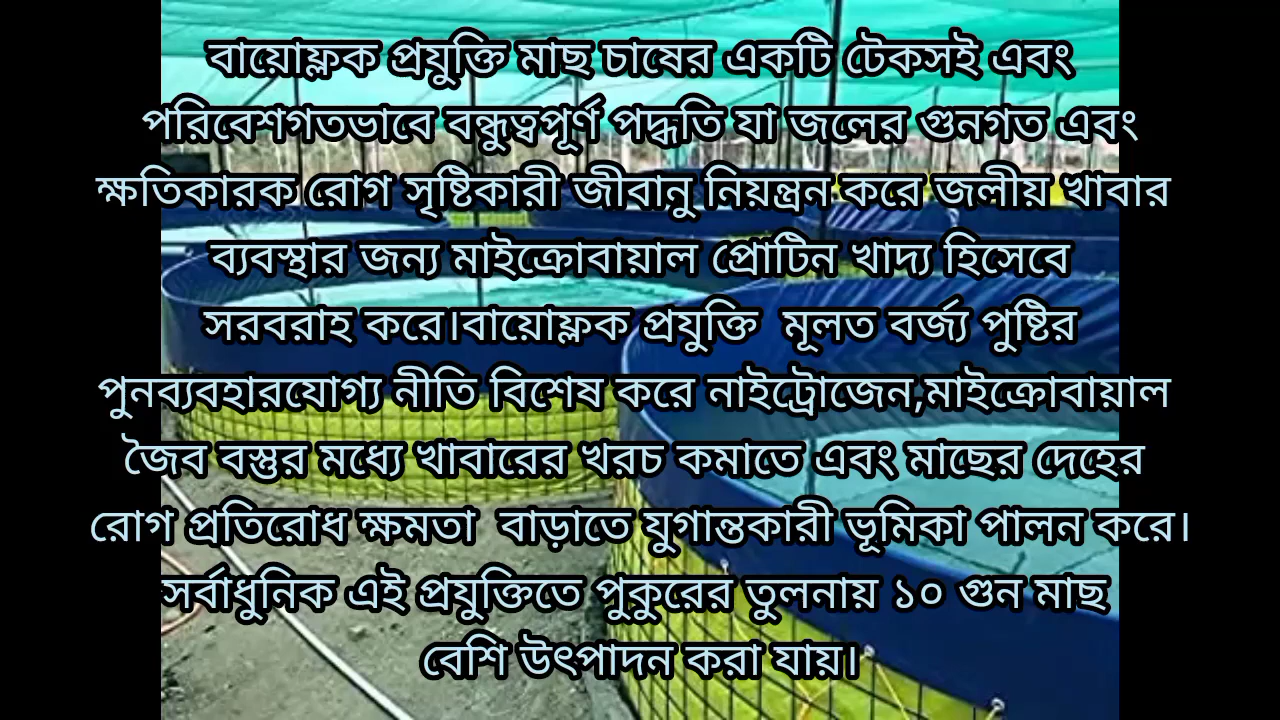 বায়োফ্লক প্রযুক্তি মাছ চাষের একটি টেকসই এবং
পরিবেশগতভাবে বন্ধুত্বপূর্ণ পদ্ধতি যা জলের গুনগত এবং
ক্ষতিকারক রোগ সৃষ্টিকারী জীবানু নিয়ন্ত্রন করে জলীয় খাবার
ব্যবস্থার জন্য মাইক্রোবায়াল প্রোটিন খাদ্য হিসেবে
সরবরাহ করে।বায়োফ্লক প্রযুক্তি  মূলত বর্জ্য পুষ্টির
পুনব্যবহারযোগ্য নীতি বিশেষ করে নাইট্রোজেন,মাইক্রোবায়াল
জৈব বস্তুর মধ্যে খাবারের খরচ কমাতে এবং মাছের দেহের
রোগ প্রতিরোধ ক্ষমতা  বাড়াতে যুগান্তকারী ভূমিকা পালন করে।
সর্বাধুনিক এই প্রযুক্তিতে পুকুরের তুলনায় ১০ গুন মাছ
বেশি উৎপাদন করা যায়।